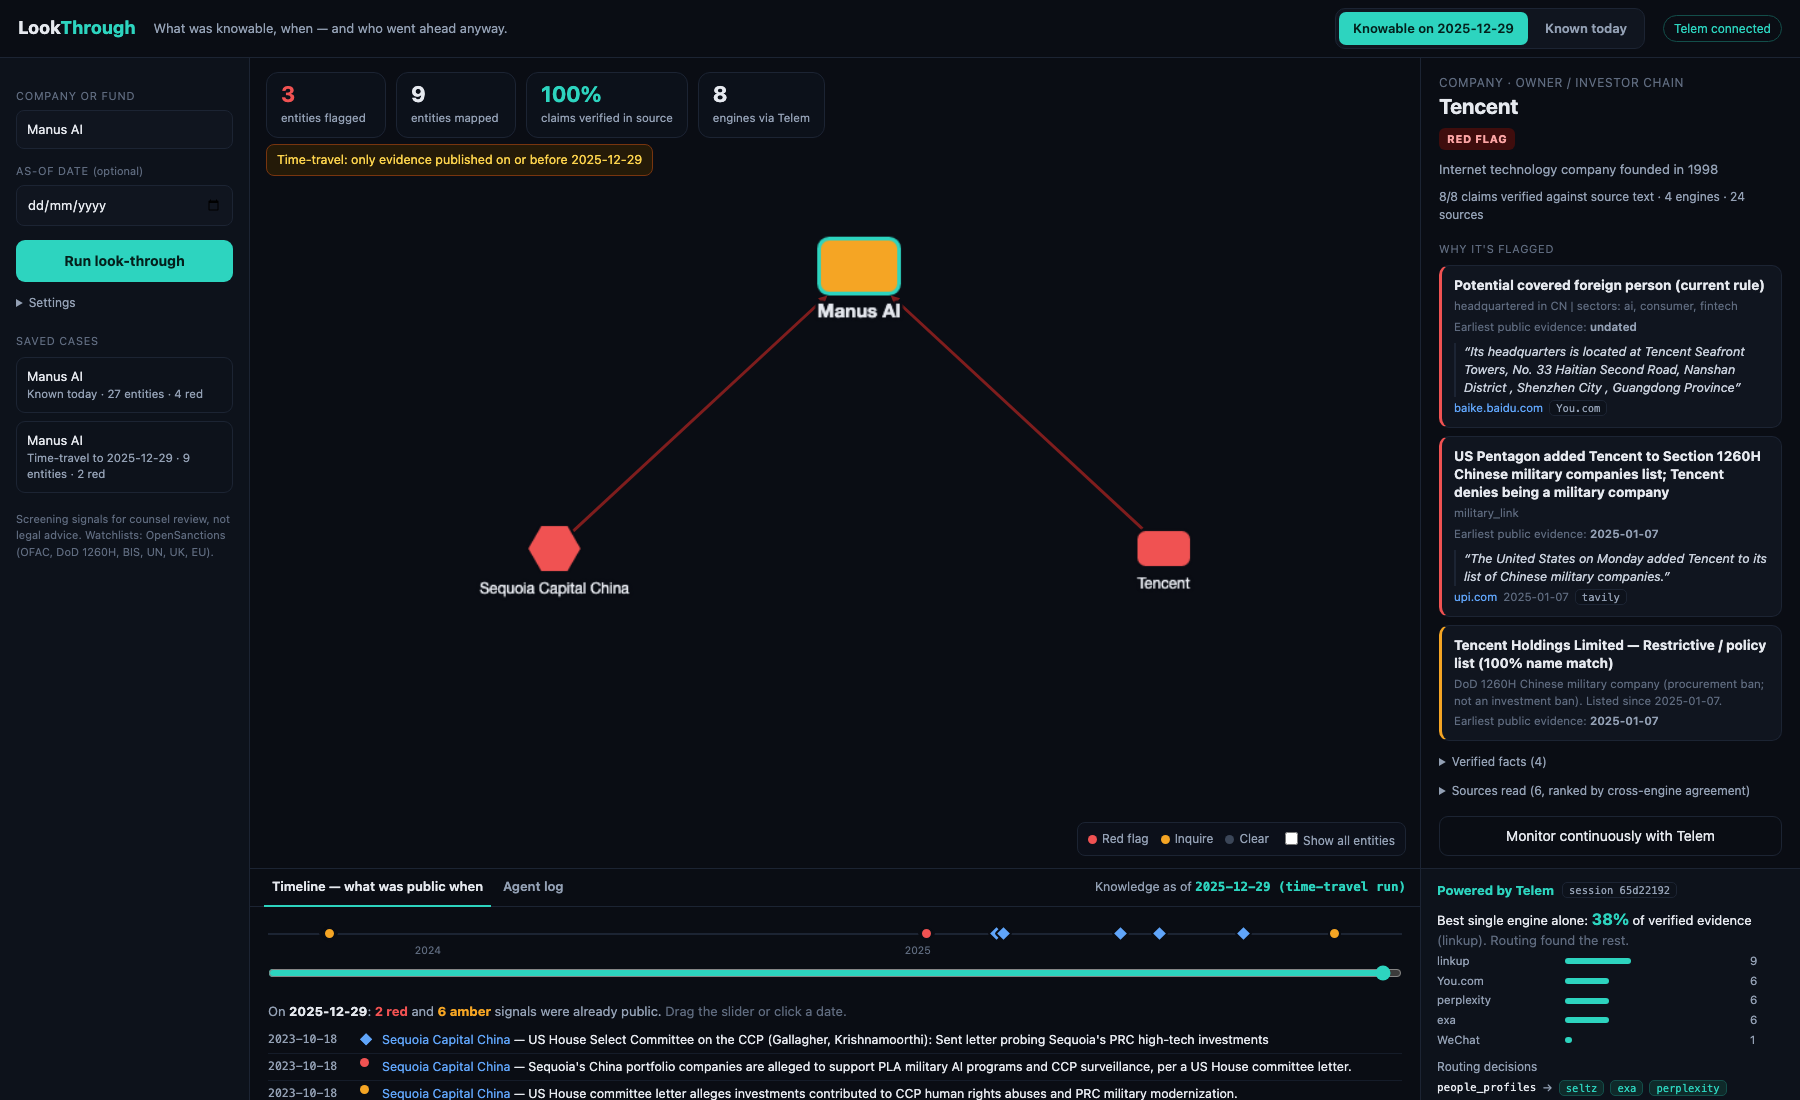 LookThrough
What was knowable, when — and who went ahead anyway.
Knowable on 2025-12-29
Known today
Telem connected
COMPANY OR FUND
Manus AI
AS-OF DATE (optional)
dd/mm/yyyy
Run look-through
Settings
SAVED CASES
Manus AI
Known today · 27 entities · 4 red
Manus AI
Time-travel to 2025-12-29 · 9
entities · 2 red
Screening signals for counsel review, not
legal advice. Watchlists: OpenSanctions
(OFAC, DoD 1260H, BIS, UN, UK, EU).
3
entities flagged
9
entities mapped
100%
claims verified in source
8
engines via Telem
Time-travel: only evidence published on or before 2025-12-29
Manus AI
Sequoia Capital China
Tencent
Red flag
Inquire
Clear
Show all entities
Timeline — what was public when
Agent log
Knowledge as of 2025-12-29 (time-travel run)
2024
2025
On 2025-12-29: 2 red and 6 amber signals were already public. Drag the slider or click a date.
2023-10-18 Sequoia Capital China — US House Select Committee on the CCP (Gallagher, Krishnamoorthi): Sent letter probing Sequoia's PRC high-tech investments
2023-10-18 Sequoia Capital China — Sequoia's China portfolio companies are alleged to support PLA military AI programs and CCP surveillance, per a US House committee letter.
2023-10-18 Sequoia Capital China — US House committee letter alleges investments contributed to CCP human rights abuses and PRC military modernization.
COMPANY · OWNER / INVESTOR CHAIN
Tencent
RED FLAG
Internet technology company founded in 1998
8/8 claims verified against source text · 4 engines · 24
sources
WHY IT'S FLAGGED
Potential covered foreign person (current rule)
headquartered in CN | sectors: ai, consumer, fintech
Earliest public evidence: undated
“Its headquarters is located at Tencent Seafront
Towers, No. 33 Haitian Second Road, Nanshan
District , Shenzhen City , Guangdong Province”
baike.baidu.com You.com
US Pentagon added Tencent to Section 1260H
Chinese military companies list; Tencent
denies being a military company
military_link
Earliest public evidence: 2025-01-07
“The United States on Monday added Tencent to its
list of Chinese military companies.”
upi.com 2025-01-07 tavily
Tencent Holdings Limited — Restrictive / policy
list (100% name match)
DoD 1260H Chinese military company (procurement ban;
not an investment ban). Listed since 2025-01-07.
Earliest public evidence: 2025-01-07
Verified facts (4)
Sources read (6, ranked by cross-engine agreement)
Monitor continuously with Telem
Powered by Telem session 65d22192
Best single engine alone: 38% of verified evidence
(linkup). Routing found the rest.
linkup 9
You.com 6
perplexity 6
exa 6
WeChat 1
Routing decisions
people_profiles → seltz exa perplexity